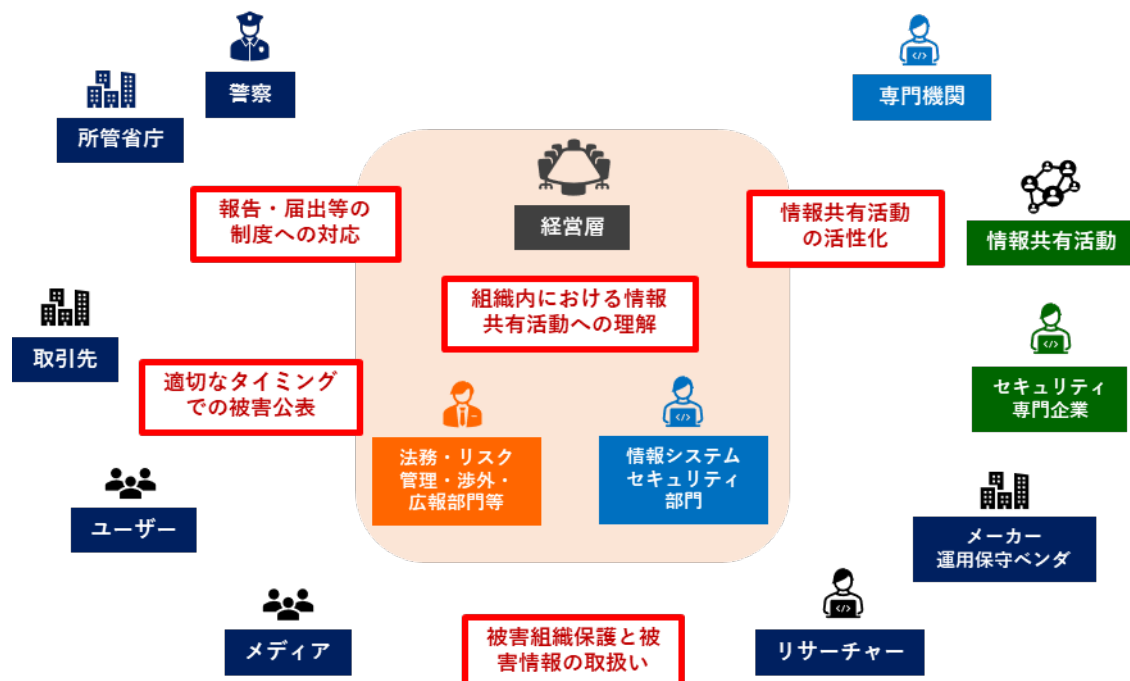 警察
専門機関
所管省庁
報告・届出等の
制度への対応
経営層
情報共有活動
の活性化
情報共有活動
組織内における情報
共有活動への理解
取引先
適切なタイミング
での被害公表
セキュリティ
専門企業
法務・リスク
管理・渉外・
広報部門等
情報システム
セキュリティ
部門
ユーザー
メーカー
運用保守ベンダ
メディア
被害組織保護と被
害情報の取扱い
リサーチャー